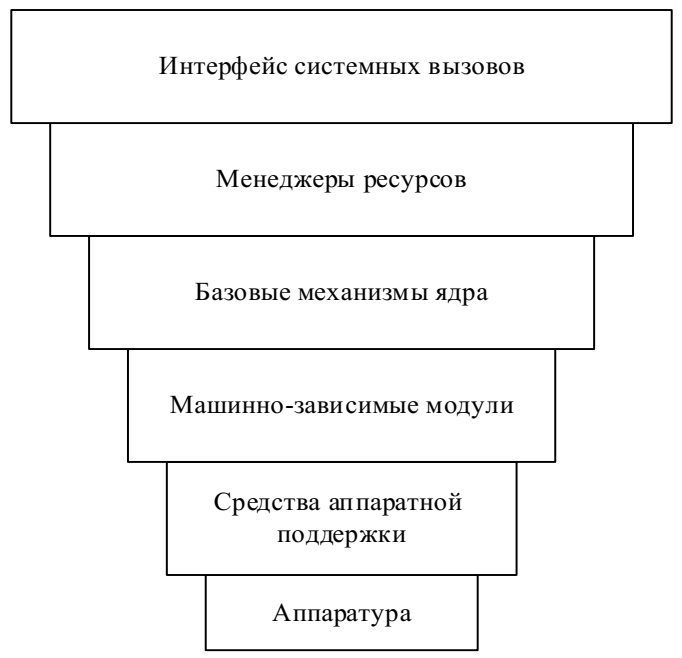 Интерфейс системных вызовов
Менеджеры ресурсов
Базовые механизмы ядра
Машинно-зависимые модули
Средства аппаратной
поддержки
Аппаратура